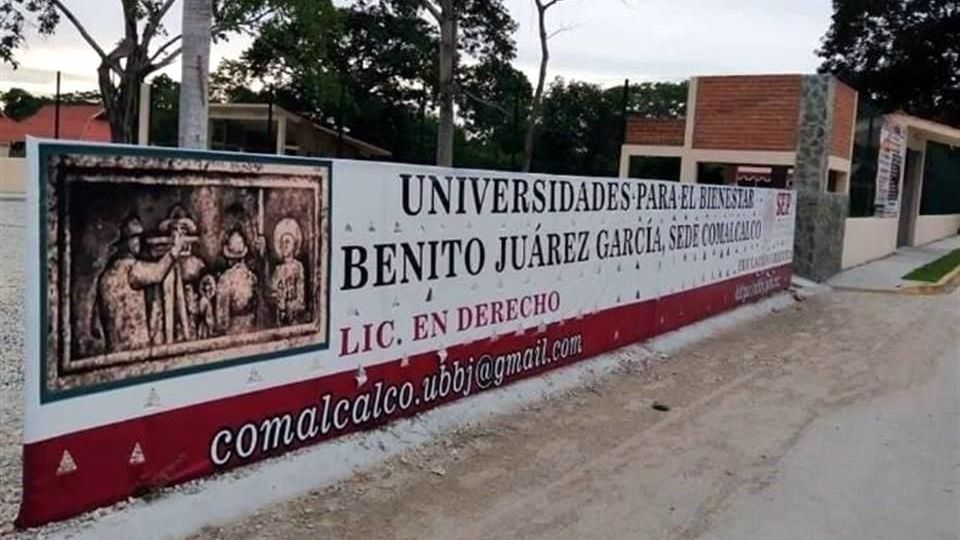 UNIVERSIDADES·PARA·EL·BIENESTAR
SEP
BENITO JUÁREZ GARCÍA, SEDE COMALCALCO
LIC. EN DERECHO
comalcalco.ubbj@gmail.com